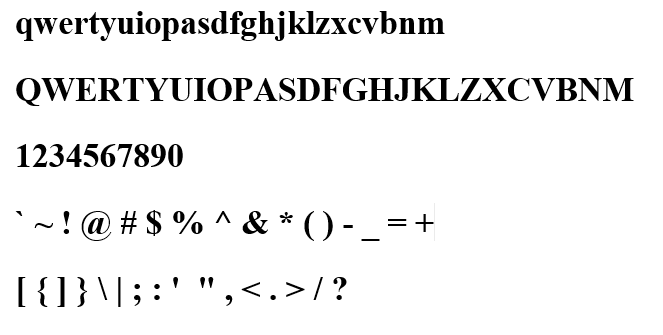 qwertyuiopasdfghjklzxcvbnm
QWERTYUIOPASDFGHJKLZXCVBNM
1234567890
` ~ ! @ # $ % ^ & * ( ) - _ = +
[ { ] } \ | ; : ' " , < . > / ?